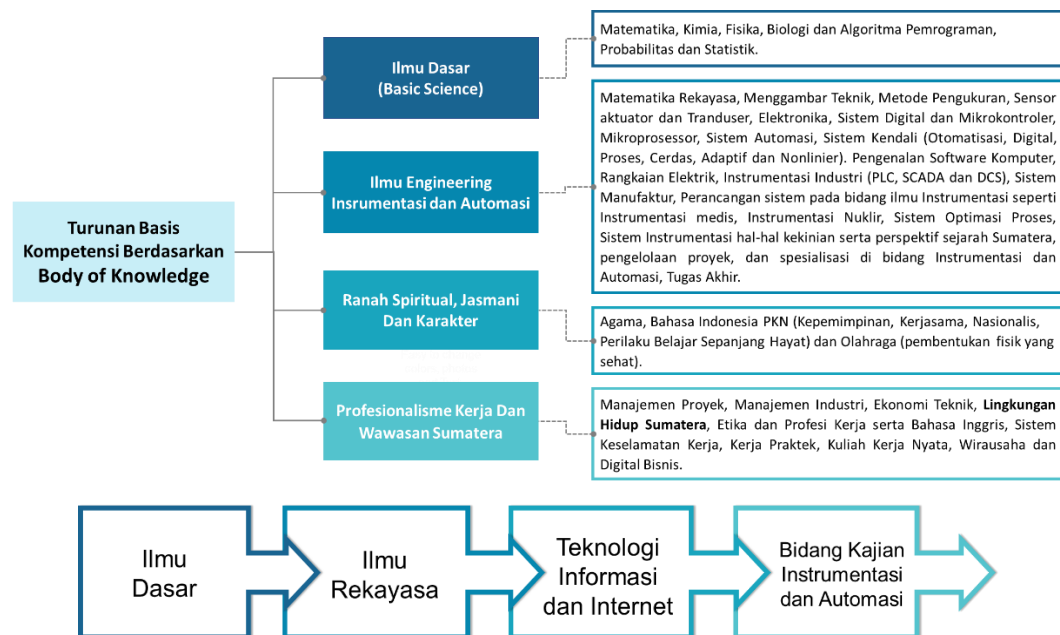 Turunan Basis
Kompetensi Berdasarkan
Body of Knowledge
Ilmu Dasar
(Basic Science)
Matematika, Kimia, Fisika, Biologi dan Algoritma Pemrograman,
Probabilitas dan Statistik.
Ilmu Engineering
Insrumentasi dan Automasi
Matematika Rekayasa, Menggambar Teknik, Metode Pengukuran, Sensor
aktuator dan Tranduser, Elektronika, Sistem Digital dan Mikrokontroler,
Mikroprosessor, Sistem Automasi, Sistem Kendali (Otomatisasi, Digital,
Proses, Cerdas, Adaptif dan Nonlinier). Pengenalan Software Komputer,
Rangkaian Elektrik, Instrumentasi Industri (PLC, SCADA dan DCS), Sistem
Manufaktur, Perancangan sistem pada bidang ilmu Instrumentasi seperti
Instrumentasi medis, Instrumentasi Nuklir, Sistem Optimasi Proses,
Sistem Instrumentasi hal-hal kekinian serta perspektif sejarah Sumatera,
pengelolaan proyek, dan spesialisasi di bidang Instrumentasi dan
Automasi, Tugas Akhir.
Ranah Spiritual, Jasmani
Dan Karakter
Agama, Bahasa Indonesia PKN (Kepemimpinan, Kerjasama, Nasionalis,
Perilaku Belajar Sepanjang Hayat) dan Olahraga (pembentukan fisik yang
sehat).
Profesionalisme Kerja Dan
Wawasan Sumatera
Manajemen Proyek, Manajemen Industri, Ekonomi Teknik, Lingkungan
Hidup Sumatera, Etika dan Profesi Kerja serta Bahasa Inggris, Sistem
Keselamatan Kerja, Kerja Praktek, Kuliah Kerja Nyata, Wirausaha dan
Digital Bisnis.
Ilmu
Dasar
Ilmu
Rekayasa
Teknologi
Informasi
dan Internet
Bidang Kajian
Instrumentasi
dan Automasi